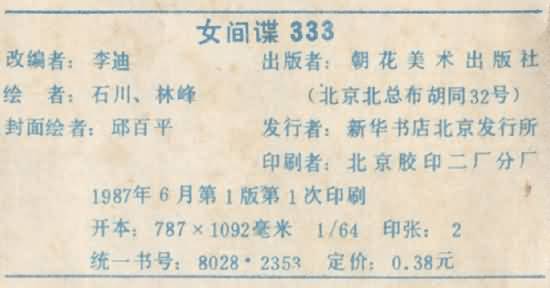 女间谍 333
改编者：李迪 出版者：朝花美术出版社
绘 者：石川、林峰 （北京北总布胡同32号）
封面绘者：邱百平 发行者：新华书店北京发行所
印刷者：北京胶印二厂分厂
1987年 6 月第 1 版第 1 次印刷
开本：787×1092毫米 1/64 印张：2
统一书号：8028·2353 定价：0.38元